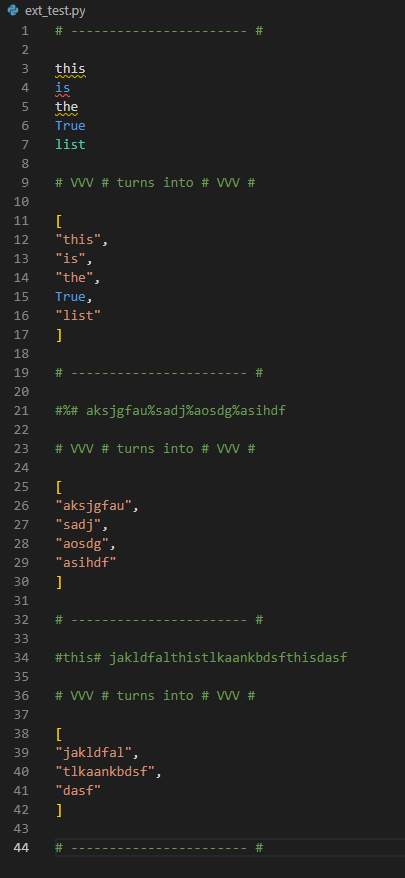 ext_test.py
1 # ----------------------- #
2
3 this
4 is
5 the
6 True
7 list
8
9 # VVV # turns into # VVV #
10
11 [
12 "this",
13 "is",
14 "the",
15 True,
16 "list"
17 ]
18
19 # ----------------------- #
20
21 #%# aksjgfau%sadj%aosdg%asihdf
22
23 # VVV # turns into # VVV #
24
25 [
26 "aksjgfau",
27 "sadj",
28 "aosdg",
29 "asihdf"
30 ]
31
32 # ----------------------- #
33
34 #this# jakldfalthistlkaankbdsfthisdasf
35
36 # VVV # turns into # VVV #
37
38 [
39 "jakldfal",
40 "tlkaankbdsf",
41 "dasf"
42 ]
43
44 # ----------------------- #